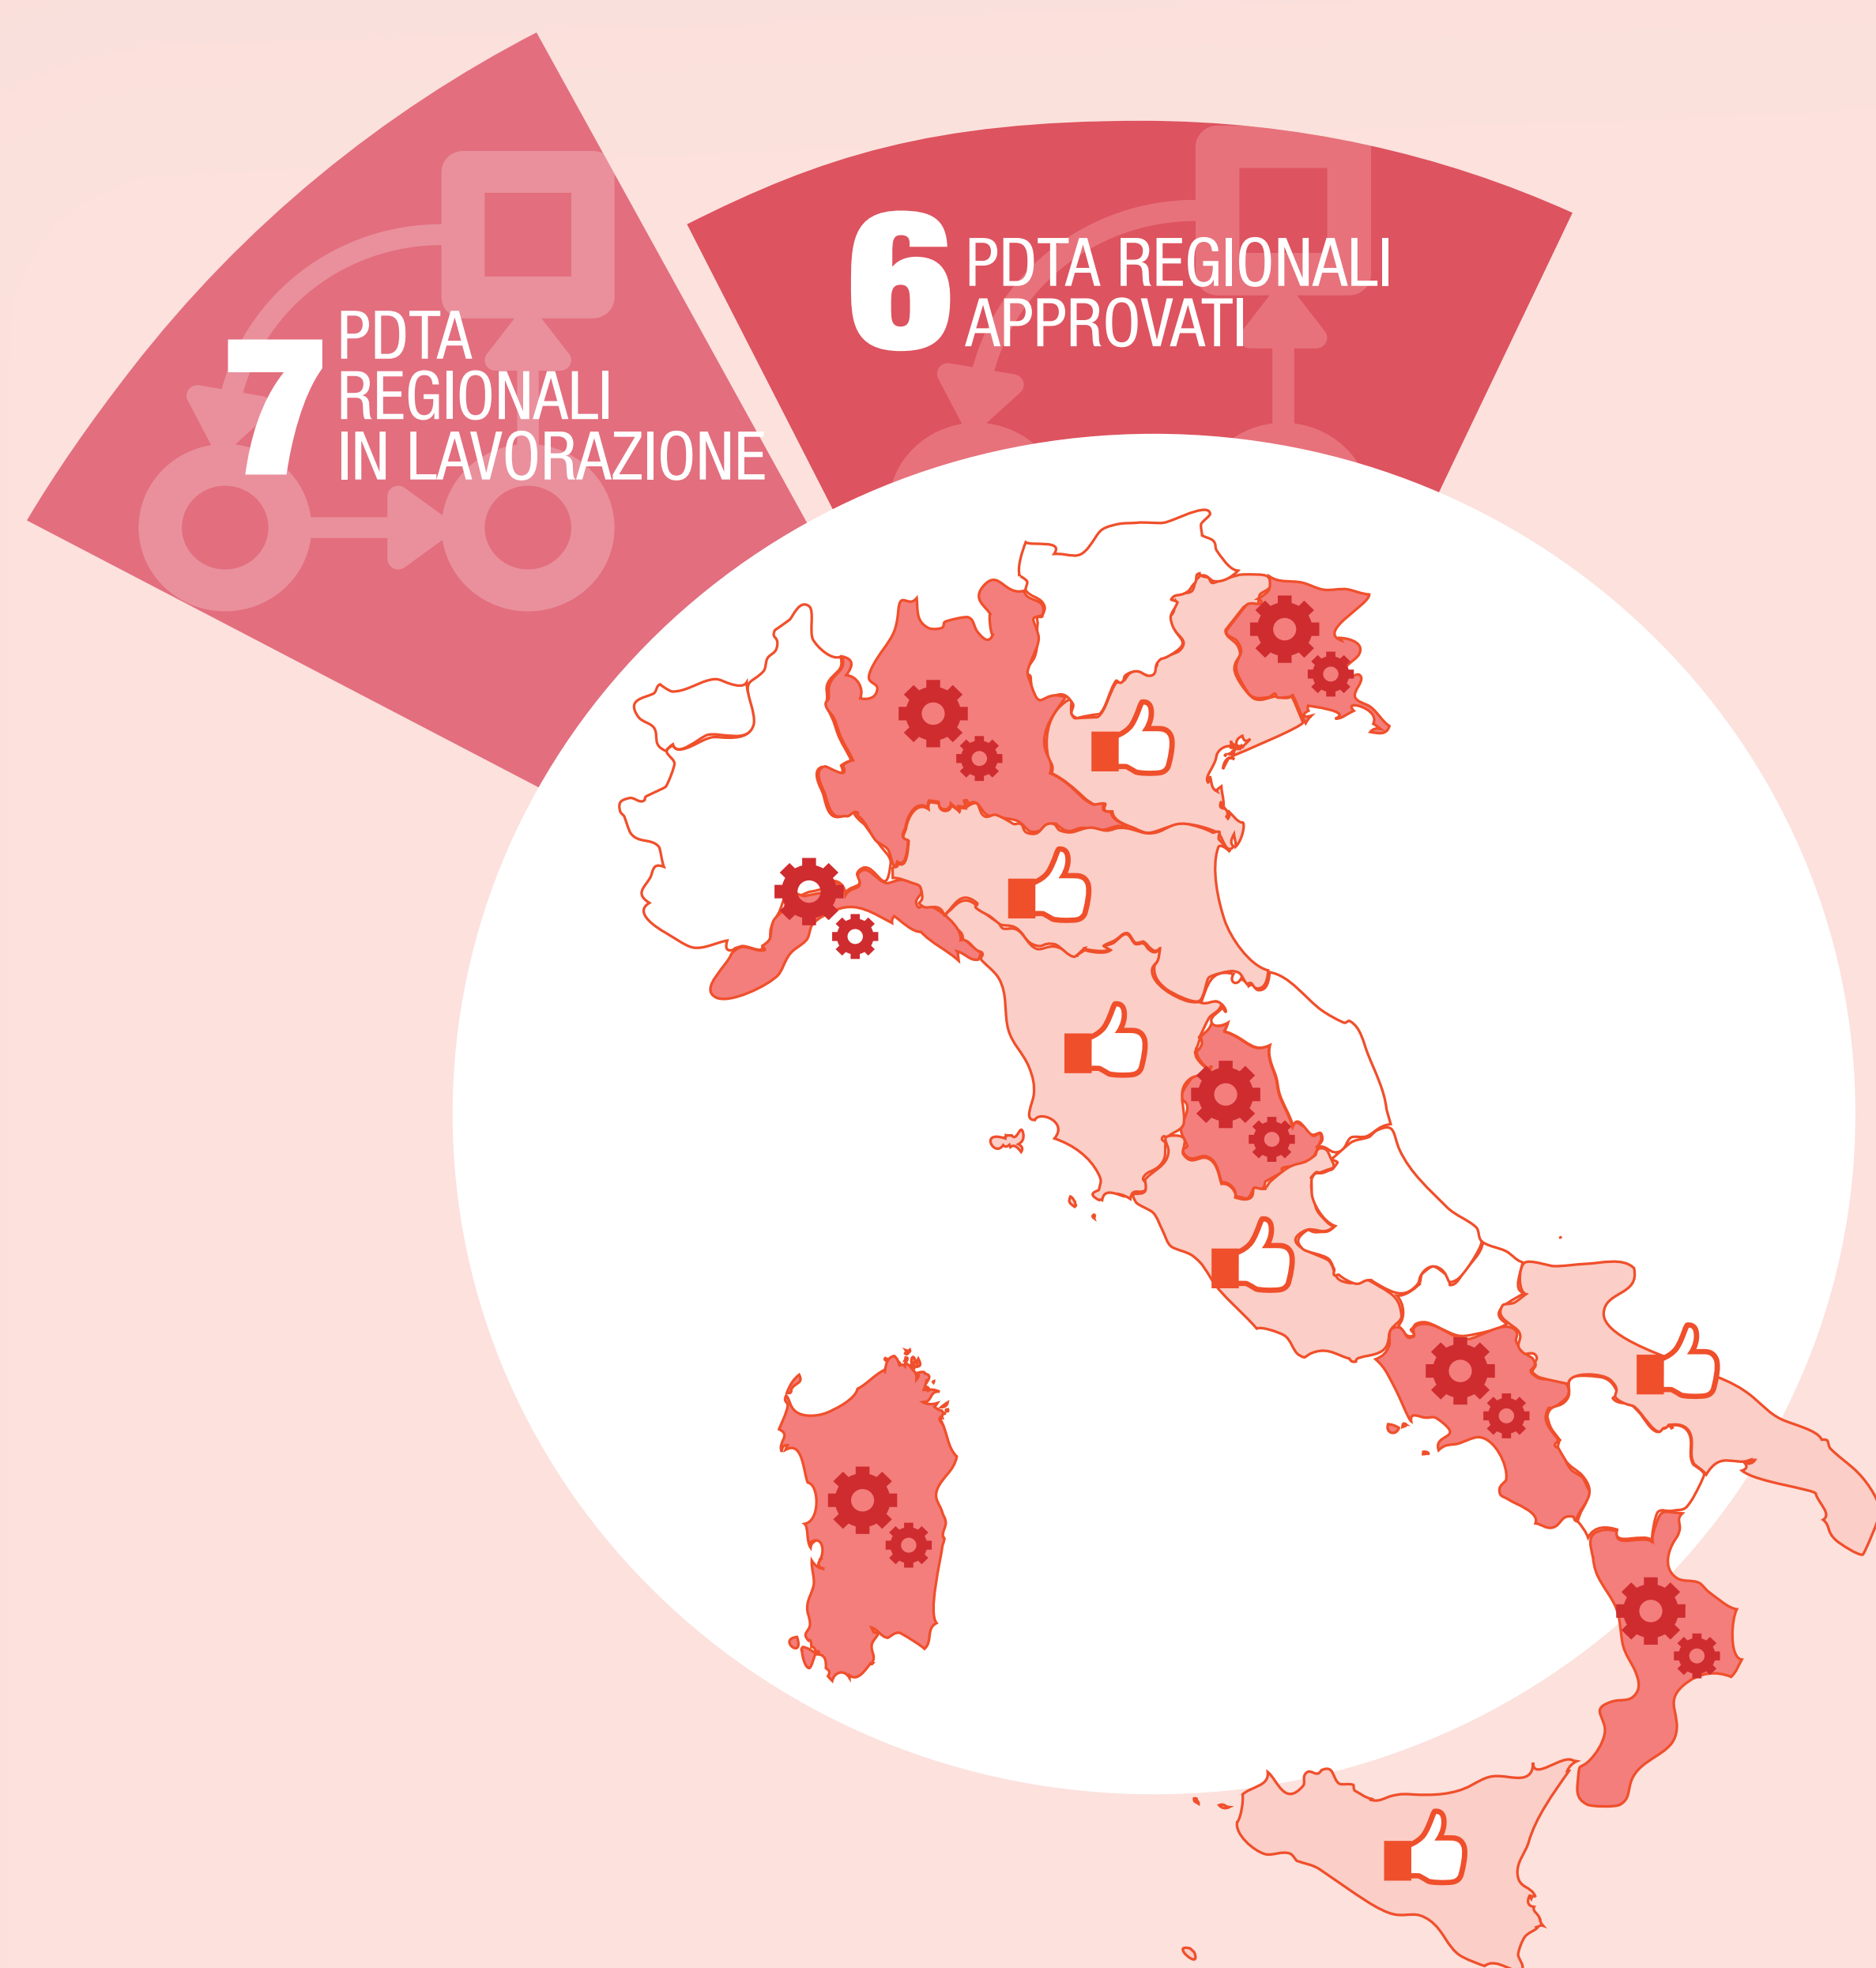 7 PDTA
REGIONALI
IN LAVORAZIONE
6 PDTA REGIONALI
APPROVATI